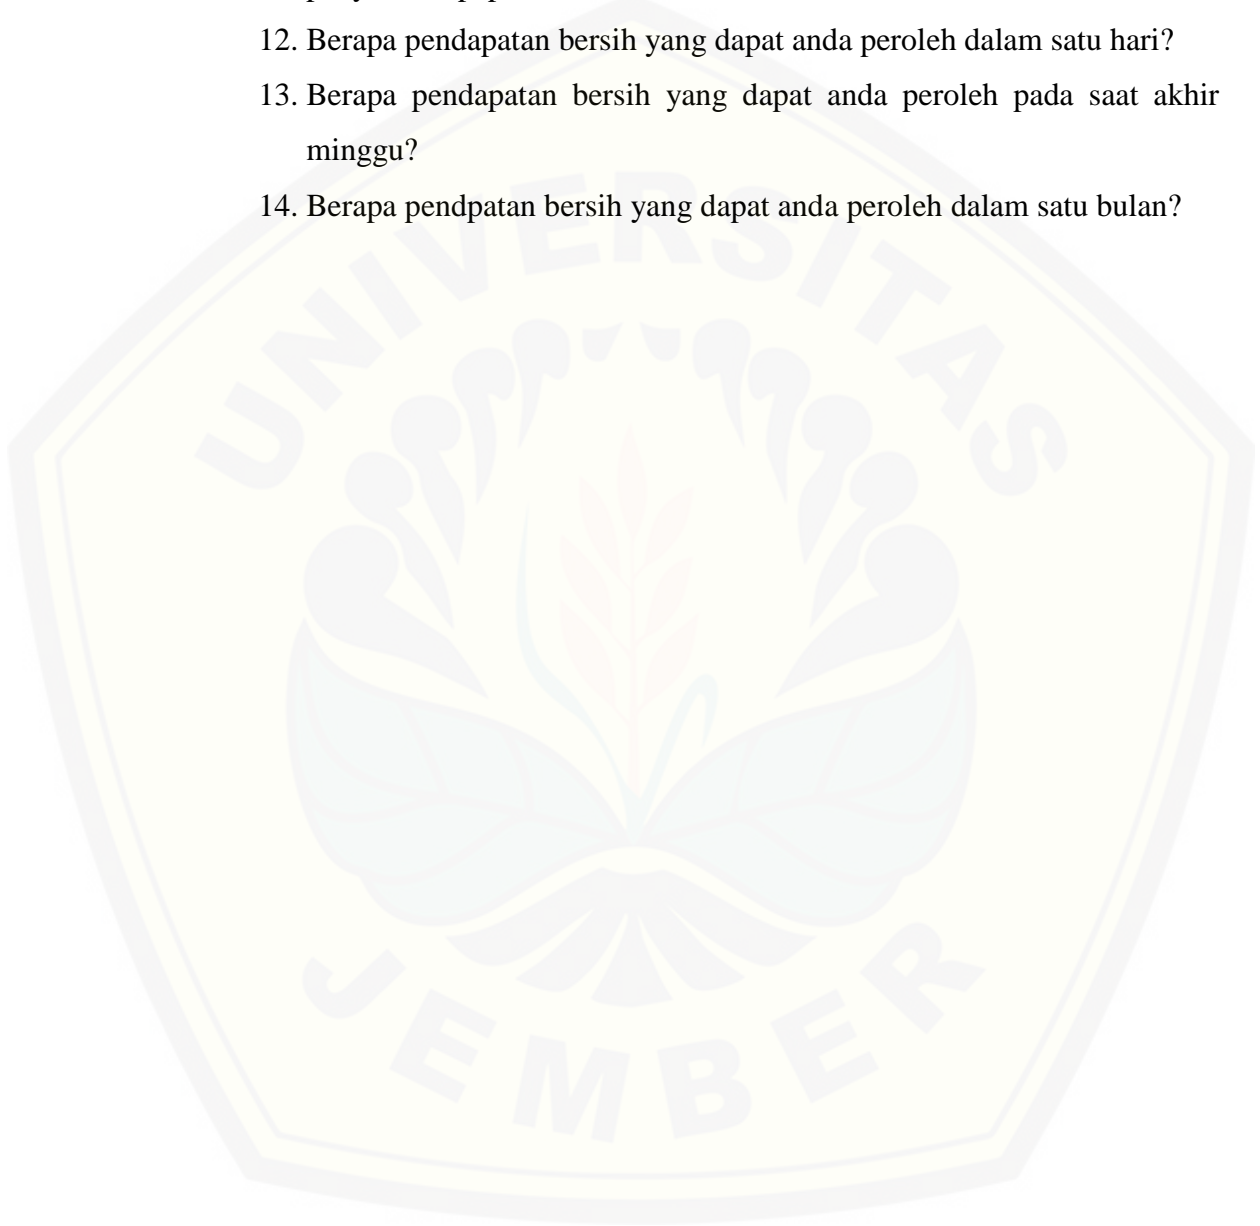 12. Berapa pendapatan bersih yang dapat anda peroleh dalam satu hari?
13. Berapa pendapatan bersih yang dapat anda peroleh pada saat akhir
minggu?
14. Berapa pendpatan bersih yang dapat anda peroleh dalam satu bulan?
UNIVERSITAS
JEMBER